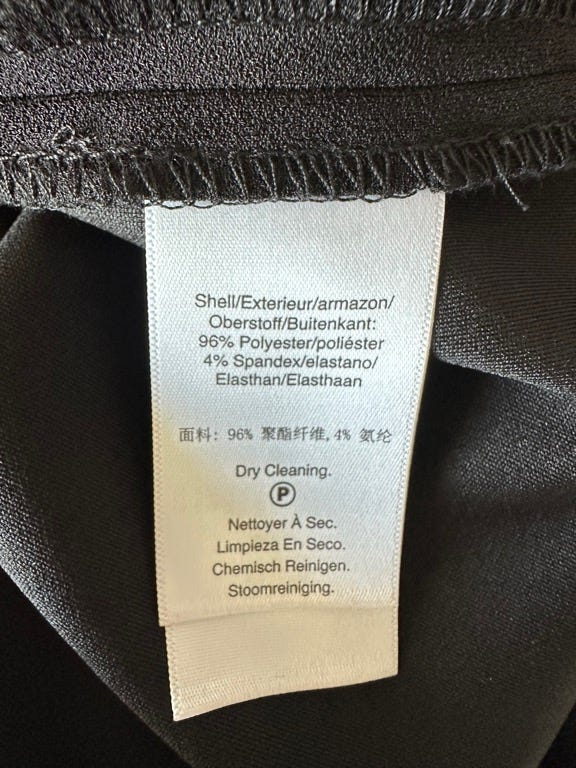 Shell/Exterieur/armazon/
Oberstoff/Buitenkant:
96% Polyester/poliéster
4% Spandex/elastano/
Elasthan/Elasthaan
面料: 96% 聚酯纤维, 4% 氨纶
Dry Cleaning.
P
Nettoyer À Sec.
Limpieza En Seco.
Chemisch Reinigen.
Stoomreiniging.